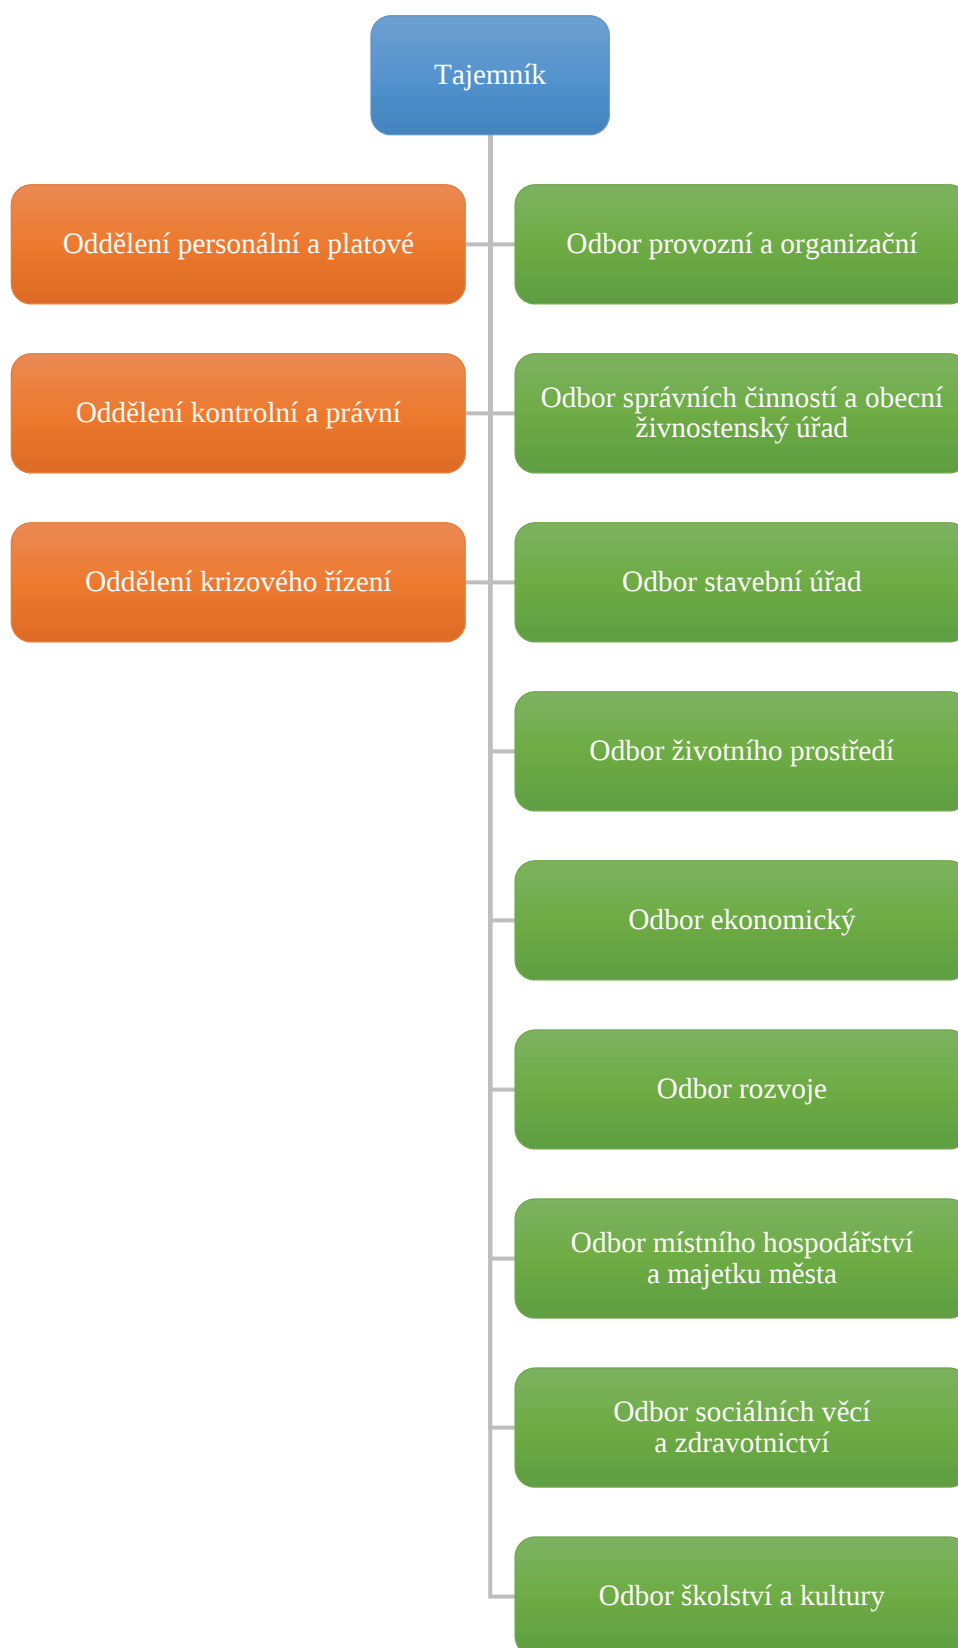 Tajemník
Oddělení personální a platové
Odbor provozní a organizační
Oddělení kontrolní a právní
Odbor správních činností a obecní
živnostenský úřad
Oddělení krizového řízení
Odbor stavební úřad
Odbor životního prostředí
Odbor ekonomický
Odbor rozvoje
Odbor místního hospodářství
a majetku města
Odbor sociálních věcí
a zdravotnictví
Odbor školství a kultury